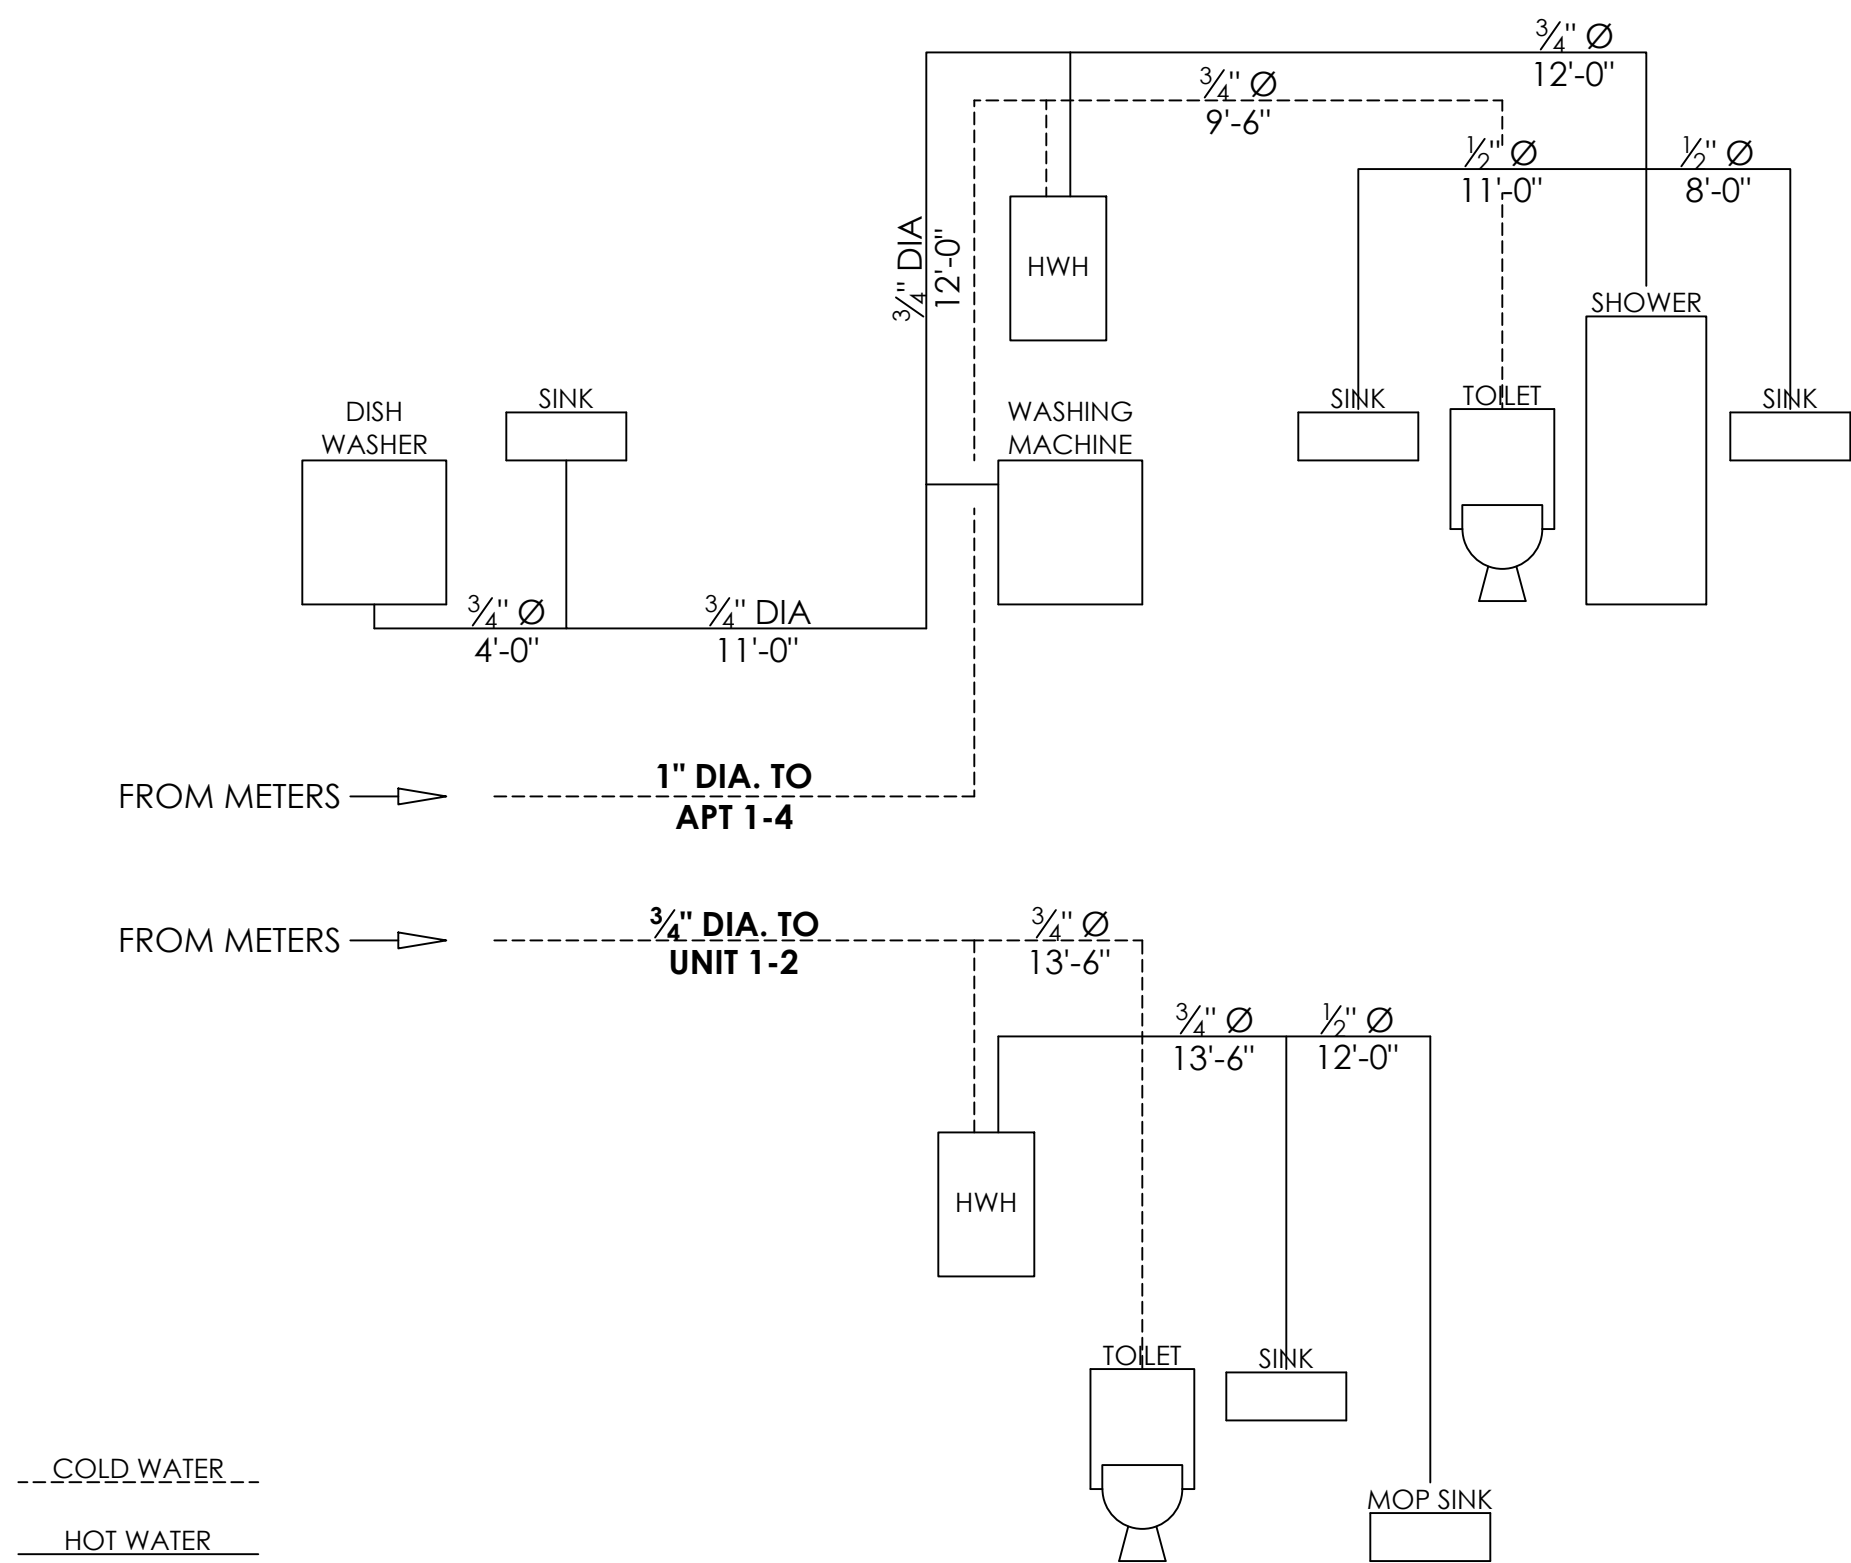 3/4" Ø
12'-0"
3/4" Ø
9'-6"
1/2" Ø
11'-0"
1/2" Ø
8'-0"
3/4" DIA
12'-0"
HWH
SHOWER
DISH
WASHER
SINK
WASHING
MACHINE
SINK
TOILET
SINK
3/4" Ø
4'-0"
3/4" DIA
11'-0"
FROM METERS
1" DIA. TO
APT 1-4
FROM METERS
3/4" DIA. TO
UNIT 1-2
3/4" Ø
13'-6"
3/4" Ø
13'-6"
1/2" Ø
12'-0"
HWH
TOILET
SINK
MOP SINK
COLD WATER
HOT WATER